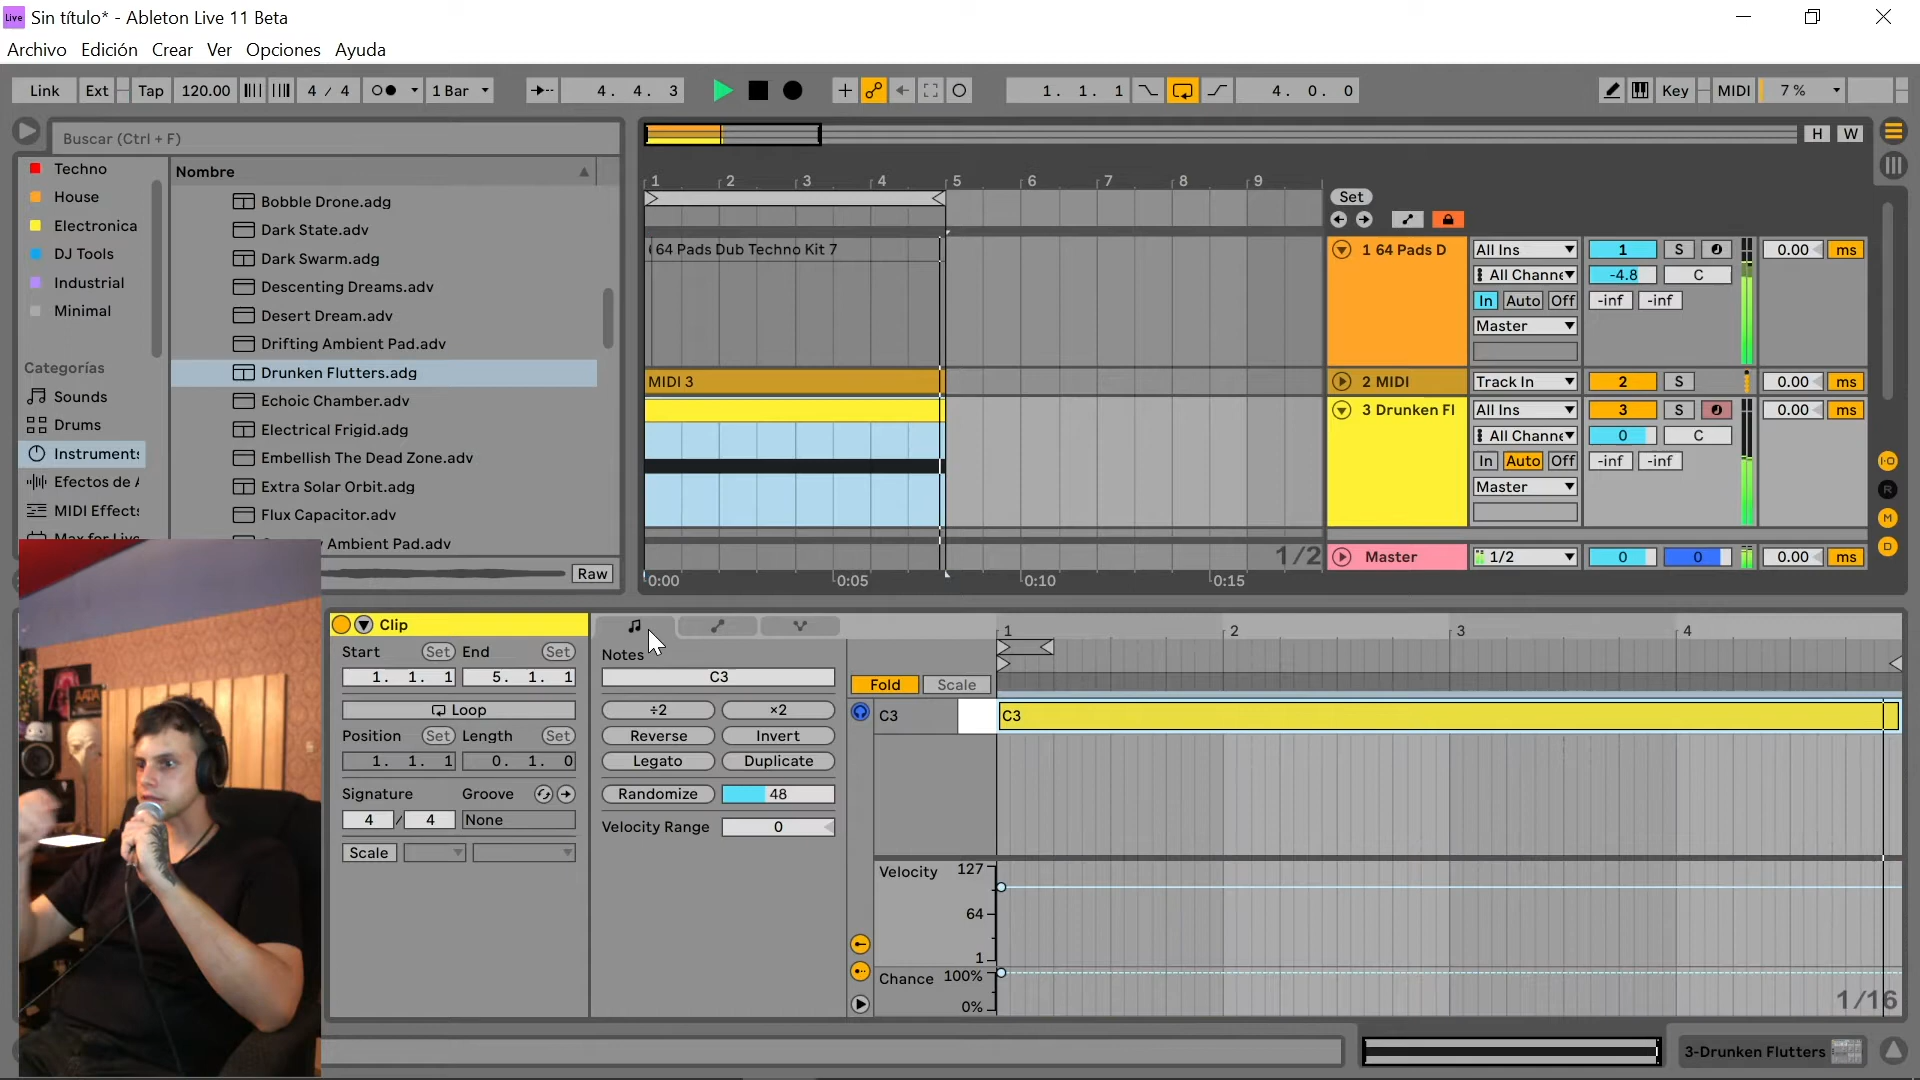 Live Sin título* - Ableton Live 11 Beta
Archivo Edición Crear Ver Opciones Ayuda
Link Ext Tap 120.00 4 / 4 1 Bar 4. 4. 3 1. 1. 1 4. 0. 0 Key MIDI 7 %
Buscar (Ctrl + F)
H W
Techno
House
Electronica
DJ Tools
Industrial
Minimal
Categorías
Sounds
Drums
Instruments
Efectos de A
MIDI Effects
Max for Live
Nombre
Bobble Drone.adg
Dark State.adv
Dark Swarm.adg
Descenting Dreams.adv
Desert Dream.adv
Drifting Ambient Pad.adv
Drunken Flutters.adg
Echoic Chamber.adv
Electrical Frigid.adg
Embellish The Dead Zone.adv
Extra Solar Orbit.adg
Flux Capacitor.adv
Ambient Pad.adv
Raw
1 2 3 4 5 6 7 8 9
Set
64 Pads Dub Techno Kit 7
MIDI 3
1/2
0:00 0:05 0:10 0:15
1 64 Pads D All Ins 1 S 0.00 ms
All Channe -4.8 C
In Auto Off -inf -inf
Master
2 MIDI Track In 2 S 0.00 ms
3 Drunken Fl All Ins 3 S 0.00 ms
All Channe 0 C
In Auto Off -inf -inf
Master
Master 1/2 0 0 0.00 ms
I·O
R
M
D
Clip
Start Set End Set
1. 1. 1 5. 1. 1
Loop
Position Set Length Set
1. 1. 1 0. 1. 0
Signature Groove
4 / 4 None
Scale
Notes
C3
÷2 ×2
Reverse Invert
Legato Duplicate
Randomize 48
Velocity Range 0
1 2 3 4
Fold Scale
C3 C3
Velocity 127
64
1
Chance 100%
0%
1/16
3-Drunken Flutters